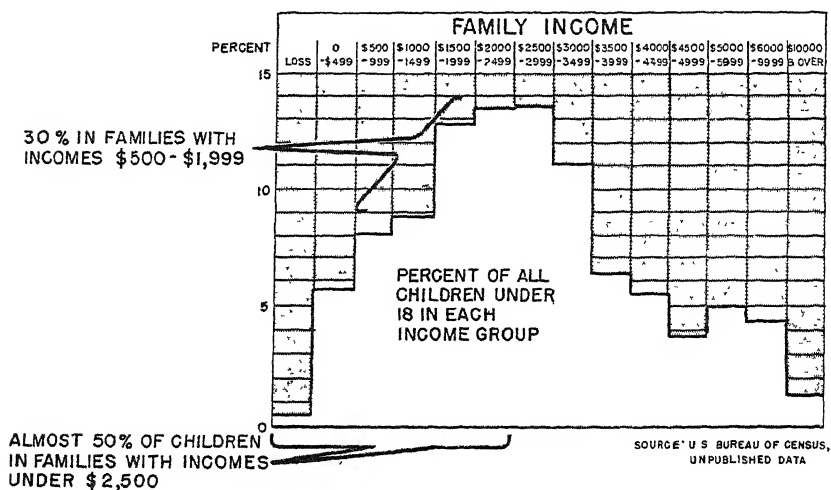 FAMILY INCOME
PERCENT
LOSS
0 -$499
$500 -999
$1000 -1499
$1500 -1999
$2000 -2499
$2500 -2999
$3000 -3499
$3500 -3999
$4000 -4499
$4500 -4999
$5000 -5999
$6000 -9999
$10000 & OVER
15
30% IN FAMILIES WITH
INCOMES $500-$1,999
10
PERCENT OF ALL
CHILDREN UNDER
18 IN EACH
INCOME GROUP
5
0
ALMOST 50% OF CHILDREN
IN FAMILIES WITH INCOMES
UNDER $2,500
SOURCE: U S BUREAU OF CENSUS,
UNPUBLISHED DATA